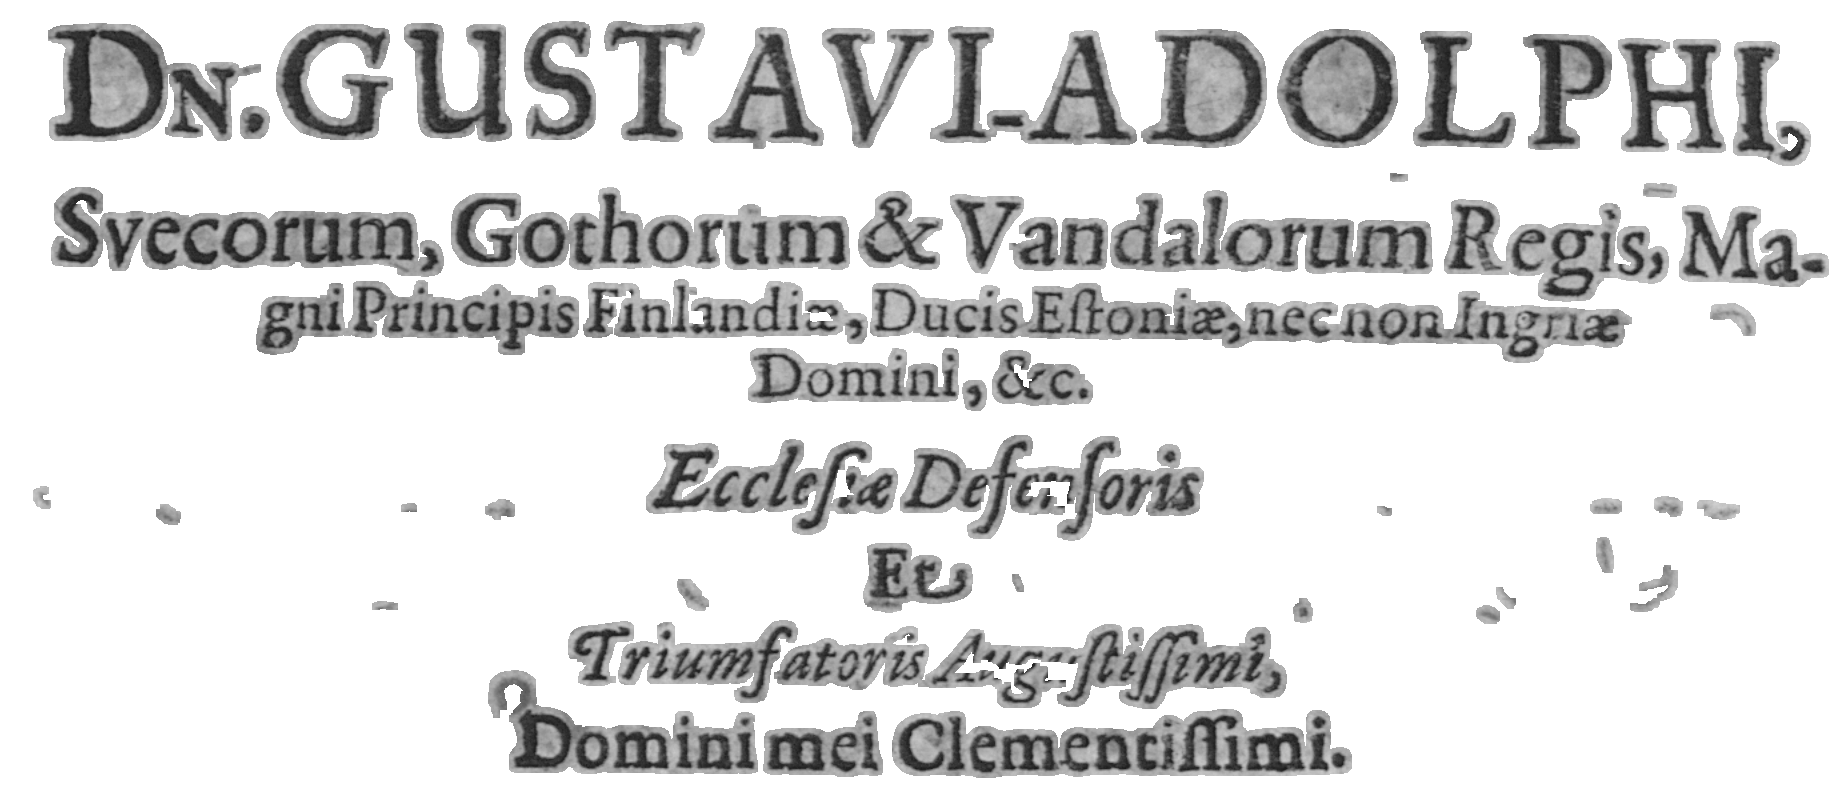 DN. GUSTAVI-ADOLPHI,
Svecorum, Gothorum & Vandalorum Regis, Ma-
gni Principis Finlandiæ, Ducis Eſtoniæ, nec non Ingriæ
Domini, &c.
Eccleſiæ Defenſoris
Et
Triumfatoris Auguſtiſſimi,
Domini mei Clementiſſimi.